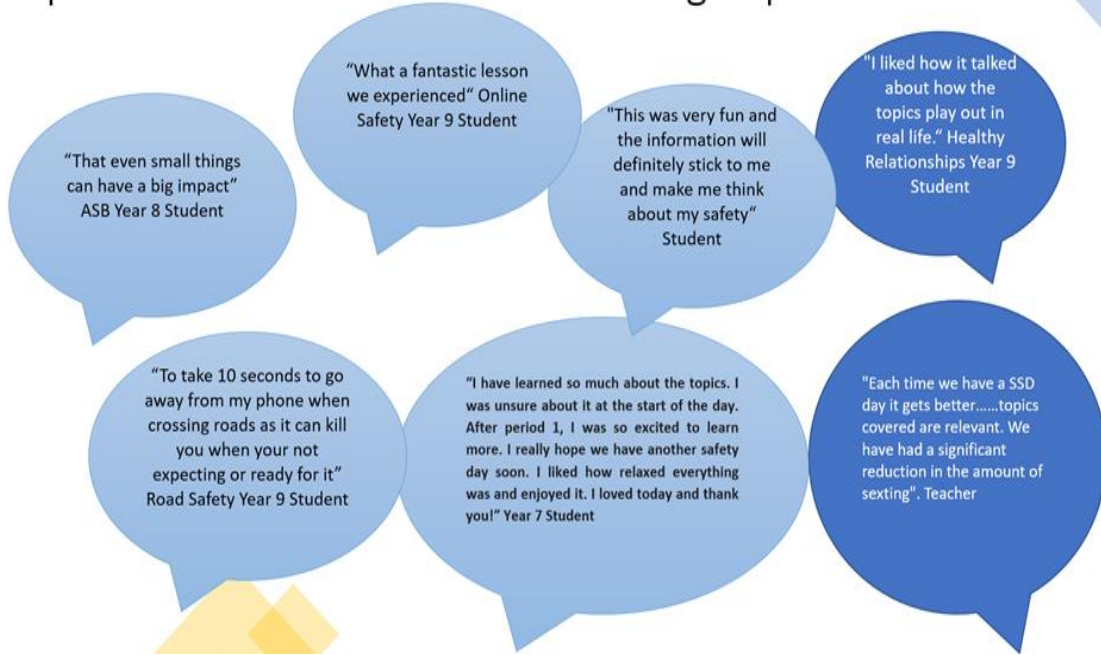 “What a fantastic lesson
we experienced“ Online
Safety Year 9 Student
"I liked how it talked
about how the
topics play out in
real life.“ Healthy
Relationships Year 9
Student
“That even small things
can have a big impact”
ASB Year 8 Student
"This was very fun and
the information will
definitely stick to me
and make me think
about my safety“
Student
“To take 10 seconds to go
away from my phone when
crossing roads as it can kill
you when your not
expecting or ready for it”
Road Safety Year 9 Student
"I have learned so much about the topics. I
was unsure about it at the start of the day.
After period 1, I was so excited to learn
more. I really hope we have another safety
day soon. I liked how relaxed everything
was and enjoyed it. I loved today and thank
you!” Year 7 Student
"Each time we have a SSD
day it gets better……topics
covered are relevant. We
have had a significant
reduction in the amount of
sexting". Teacher